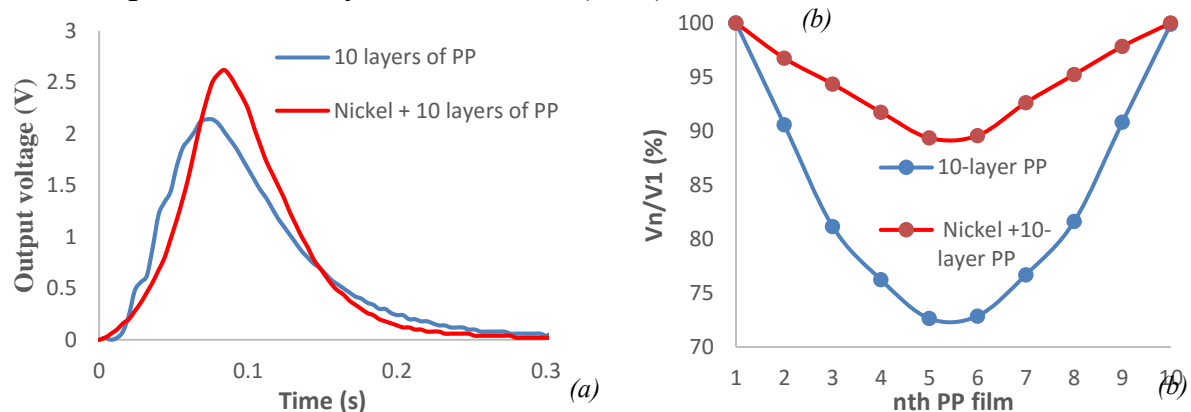 (b)
3
2.5
2
1.5
1
0.5
0
Output voltage (V)
10 layers of PP
Nickel + 10 layers of PP
0
0.1
0.2
0.3
Time (s)
(a)
100
95
90
85
80
75
70
Vn/V1 (%)
10-layer PP
Nickel +10-
layer PP
1 2 3 4 5 6 7 8 9 10
nth PP film
(b)